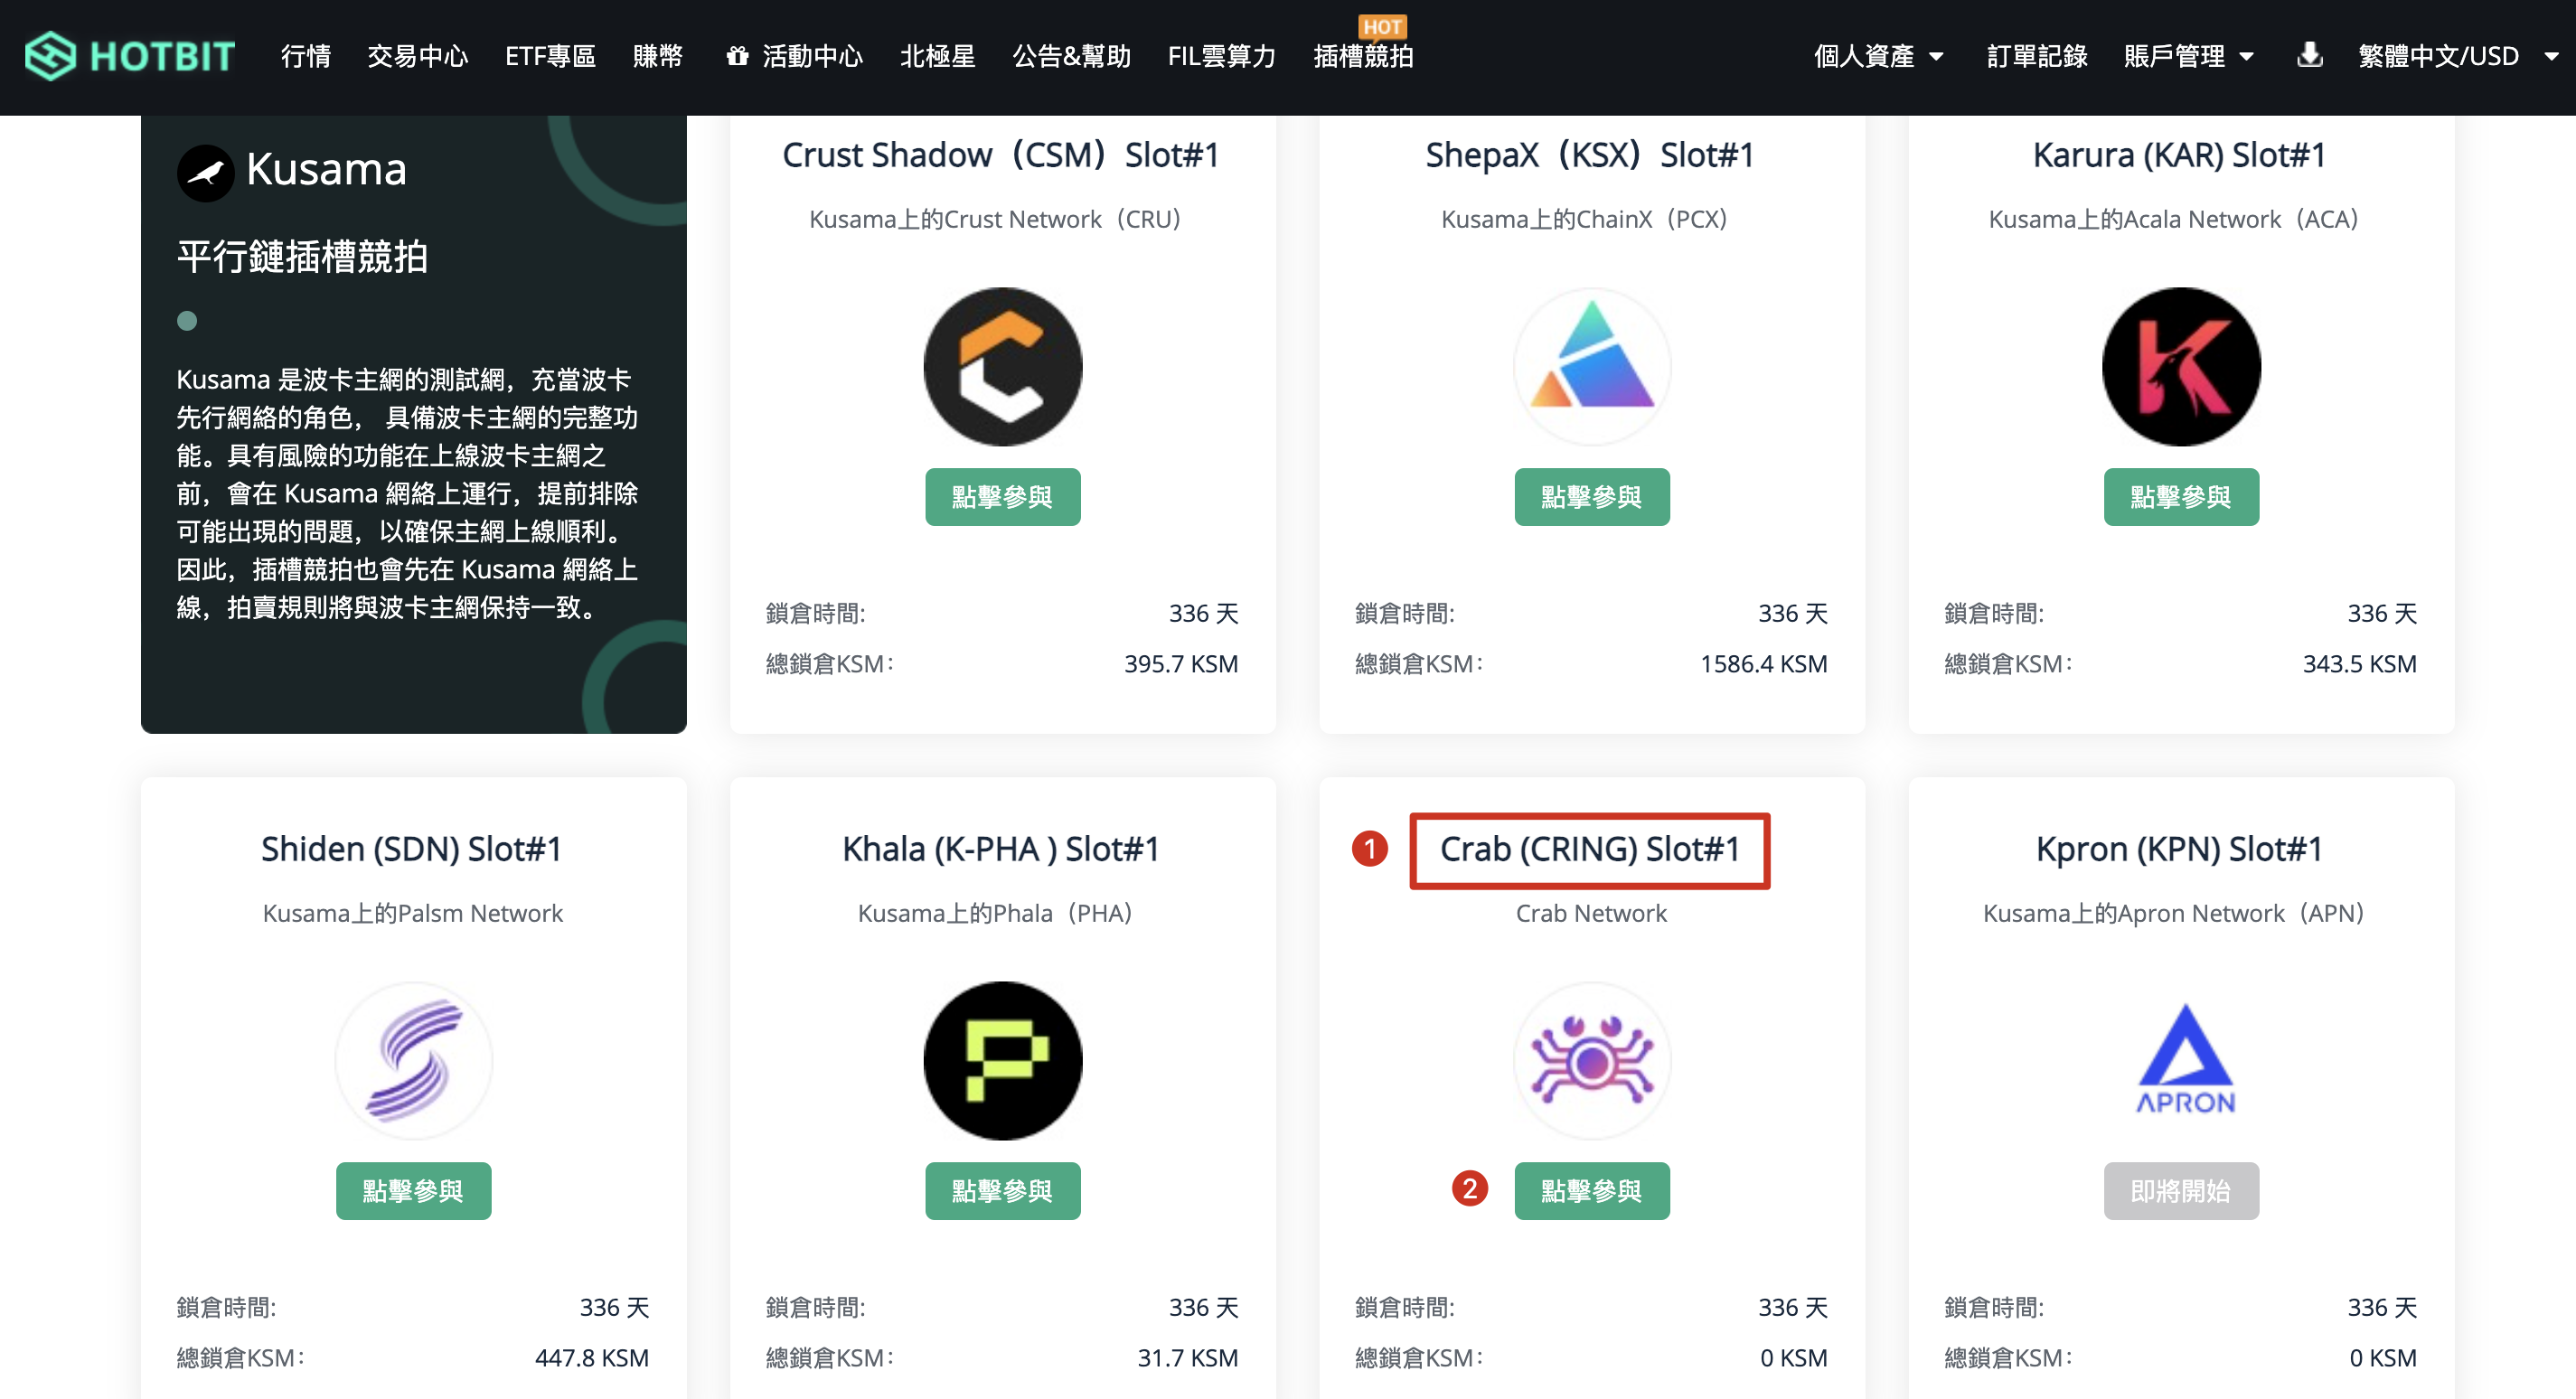 HOTBIT
行情
交易中心
ETF專區
賺幣
活動中心
北極星
公告&幫助
FIL雲算力
插槽競拍
HOT
個人資產
訂單記錄
賬戶管理
繁體中文/USD
Kusama
平行鏈插槽競拍
Kusama 是波卡主網的測試網，充當波卡
先行網絡的角色， 具備波卡主網的完整功
能。具有風險的功能在上線波卡主網之
前，會在 Kusama 網絡上運行，提前排除
可能出現的問題，以確保主網上線順利。
因此，插槽競拍也會先在 Kusama 網絡上
線，拍賣規則將與波卡主網保持一致。
Crust Shadow（CSM）Slot#1
Kusama上的Crust Network（CRU）
點擊參與
鎖倉時間: 336 天
總鎖倉KSM： 395.7 KSM
ShepaX（KSX）Slot#1
Kusama上的ChainX（PCX）
點擊參與
鎖倉時間: 336 天
總鎖倉KSM： 1586.4 KSM
Karura (KAR) Slot#1
Kusama上的Acala Network（ACA）
點擊參與
鎖倉時間: 336 天
總鎖倉KSM： 343.5 KSM
Shiden (SDN) Slot#1
Kusama上的Palsm Network
點擊參與
鎖倉時間: 336 天
總鎖倉KSM： 447.8 KSM
Khala (K-PHA ) Slot#1
Kusama上的Phala（PHA）
點擊參與
鎖倉時間: 336 天
總鎖倉KSM： 31.7 KSM
1
Crab (CRING) Slot#1
Crab Network
2
點擊參與
鎖倉時間: 336 天
總鎖倉KSM： 0 KSM
Kpron (KPN) Slot#1
Kusama上的Apron Network（APN）
APRON
即將開始
鎖倉時間: 336 天
總鎖倉KSM： 0 KSM